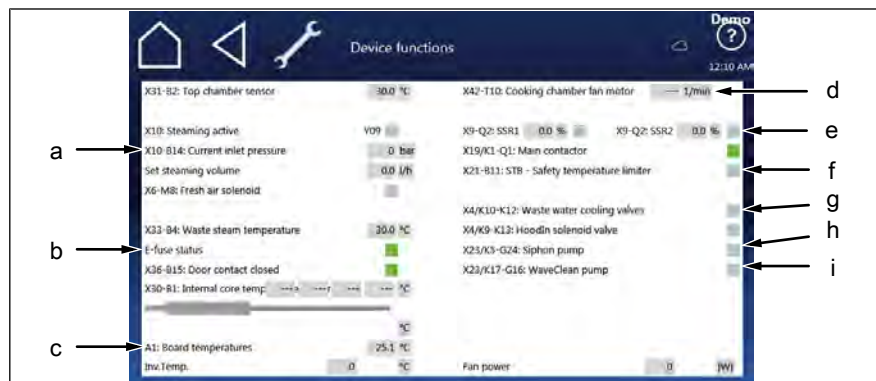 Demo
Device functions
?
12:10 AM
X31-B2: Top chamber sensor 30.0 °C
X42-T10: Cooking chamber fan motor --- 1/min
d
X10: Steaming active Y09
X9-Q2: SSR1 0.0 % X9-Q2: SSR2 0.0 %
e
a
X10-B14: Current inlet pressure 0 bar
X19/K1-Q1: Main contactor
Set steaming volume 0.0 l/h
X21-B11: STB - Safety temperature limiter
f
X6-M8: Fresh air solenoid
g
X4/K10-K12: Waste water cooling valves
X33-B4: Waste steam temperature 30.0 °C
X4/K9-K13: HoodIn solenoid valve
h
b
E-fuse status
X23/K3-G24: Siphon pump
X36-B15: Door contact closed
X23/K17-G16: WaveClean pump
i
X30-B1: Internal core temp --- --- --- --- °C
°C
c
A1: Board temperatures 25.1 °C
Inv.Temp. 0 °C
Fan power 0 [W]